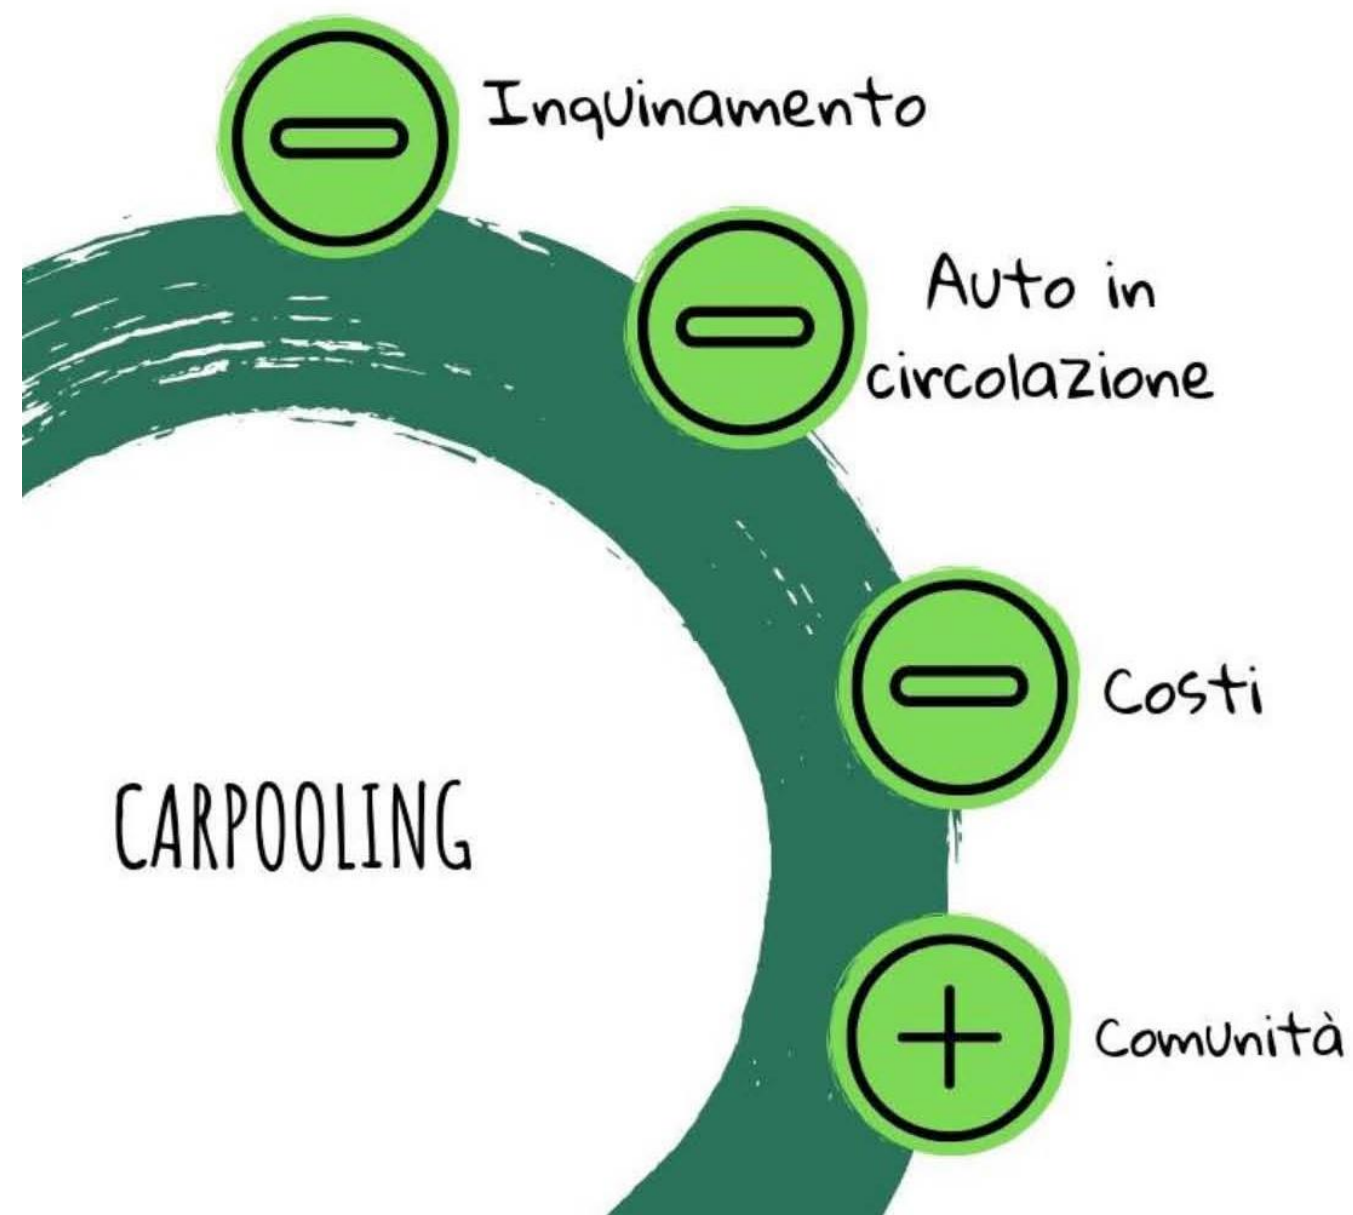 Inquinamento
Auto in
circolazione
Costi
CARPOOLING
Comunità